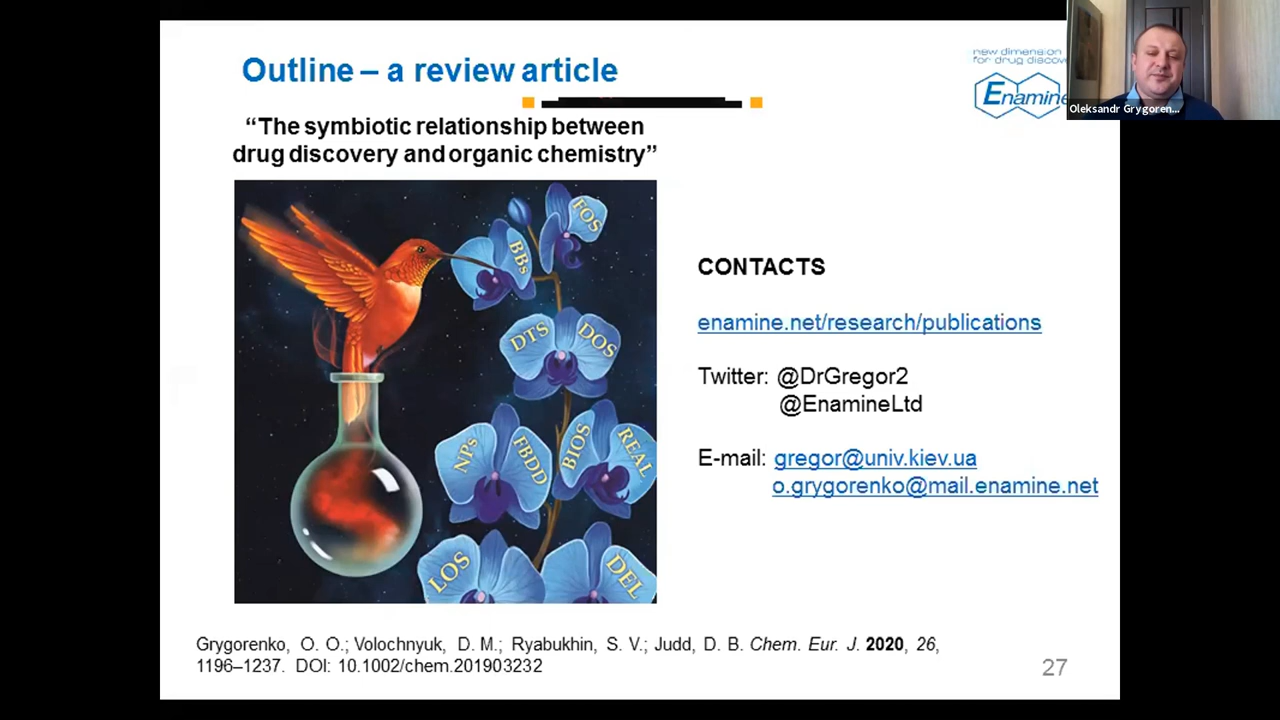 Outline – a review article
new dimension
for drug discove
Enamine
Oleksandr Grygoren...
“The symbiotic relationship between
drug discovery and organic chemistry”
FOS
BBs
DTS
DOS
NPs
FBDD
BIOS
REAL
LOS
DEL
CONTACTS
enamine.net/research/publications
Twitter: @DrGregor2
@EnamineLtd
E-mail: gregor@univ.kiev.ua
o.grygorenko@mail.enamine.net
Grygorenko, O. O.; Volochnyuk, D. M.; Ryabukhin, S. V.; Judd, D. B. Chem. Eur. J. 2020, 26,
1196–1237. DOI: 10.1002/chem.201903232
27